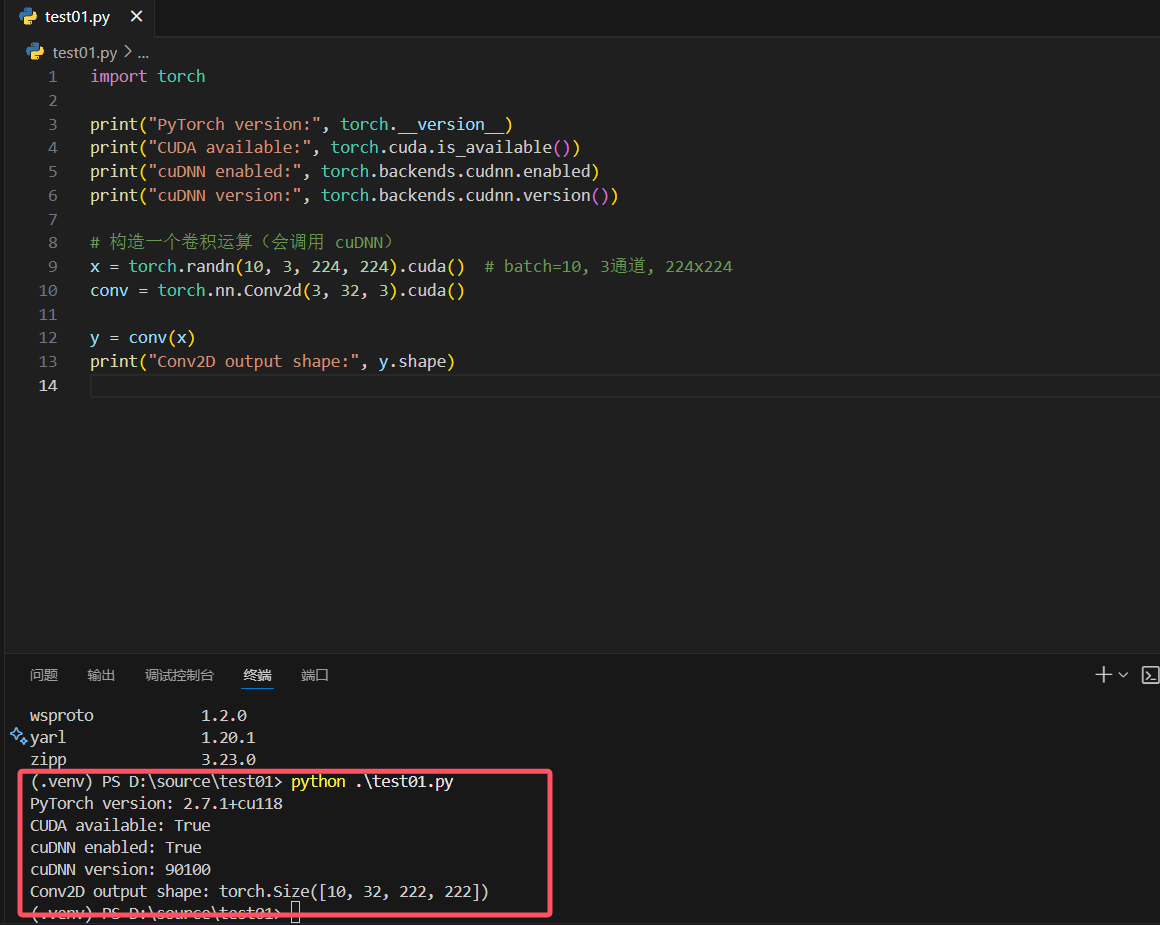 test01.py
test01.py > ...
1 import torch
2
3 print("PyTorch version:", torch.__version__)
4 print("CUDA available:", torch.cuda.is_available())
5 print("cuDNN enabled:", torch.backends.cudnn.enabled)
6 print("cuDNN version:", torch.backends.cudnn.version())
7
8 # 构造一个卷积运算（会调用 cuDNN）
9 x = torch.randn(10, 3, 224, 224).cuda()  # batch=10, 3通道, 224x224
10 conv = torch.nn.Conv2d(3, 32, 3).cuda()
11
12 y = conv(x)
13 print("Conv2D output shape:", y.shape)
14
问题 输出 调试控制台 终端 端口
wsproto 1.2.0
yarl 1.20.1
zipp 3.23.0
(.venv) PS D:\source\test01> python .\test01.py
PyTorch version: 2.7.1+cu118
CUDA available: True
cuDNN enabled: True
cuDNN version: 90100
Conv2D output shape: torch.Size([10, 32, 222, 222])
(.venv) PS D:\source\test01>